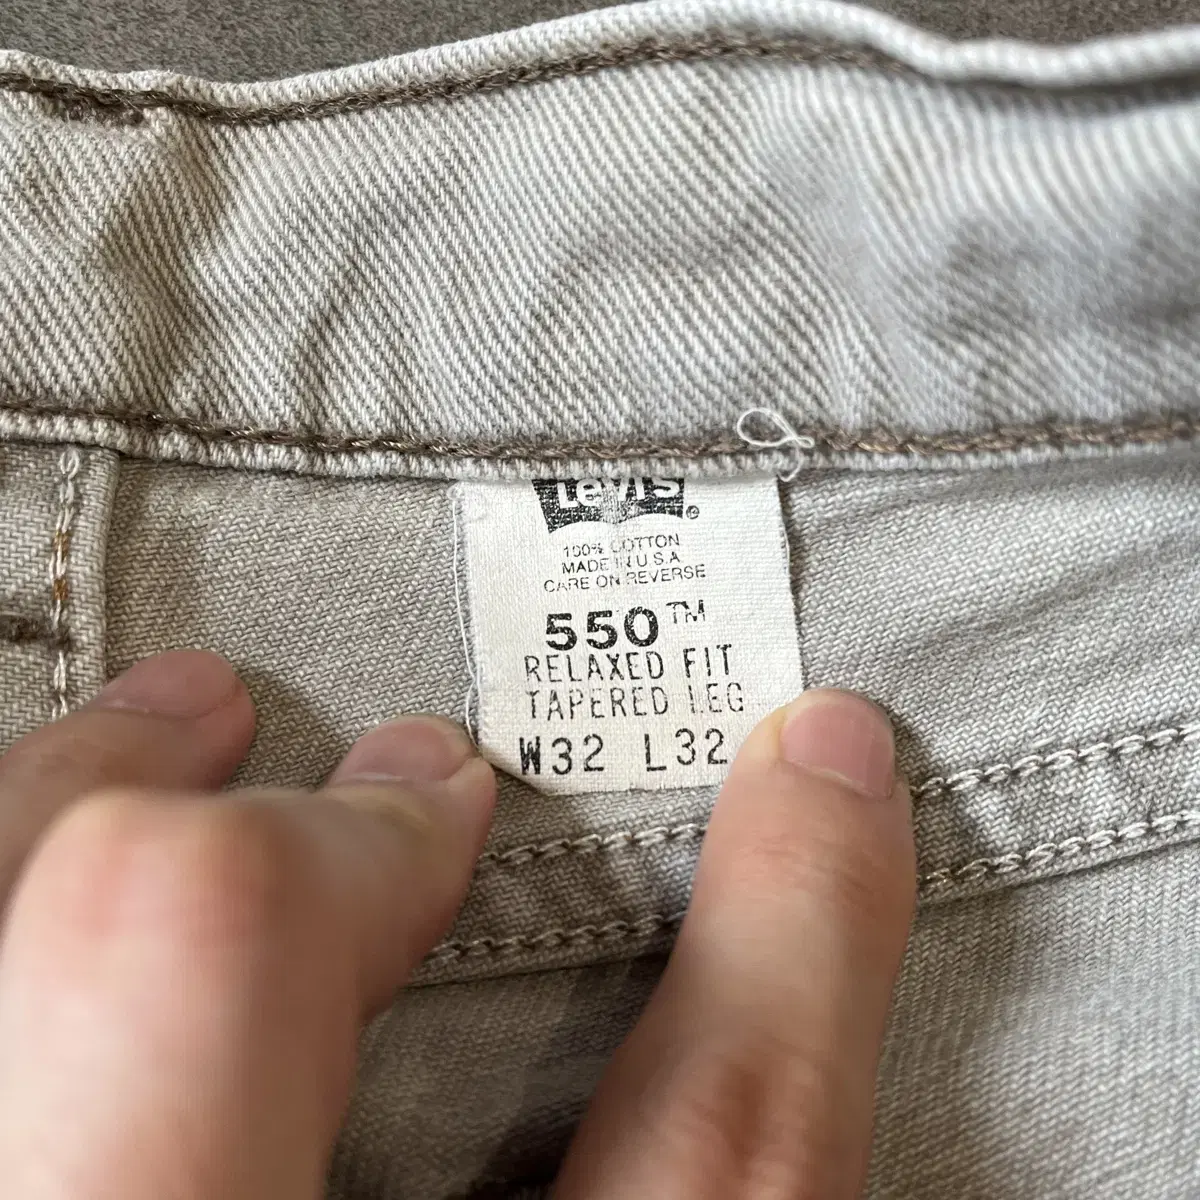 Levi's ®
100% COTTON
MADE IN U.S.A.
CARE ON REVERSE
550™
RELAXED FIT
TAPERED LEG
W32 L32